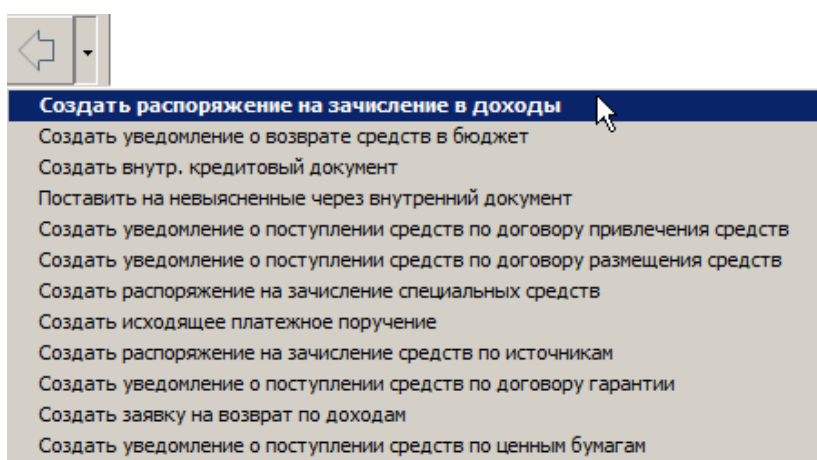 Создать распоряжение на зачисление в доходы
Создать уведомление о возврате средств в бюджет
Создать внутр. кредитовый документ
Поставить на невыясненные через внутренний документ
Создать уведомление о поступлении средств по договору привлечения средств
Создать уведомление о поступлении средств по договору размещения средств
Создать распоряжение на зачисление специальных средств
Создать исходящее платежное поручение
Создать распоряжение на зачисление средств по источникам
Создать уведомление о поступлении средств по договору гарантии
Создать заявку на возврат по доходам
Создать уведомление о поступлении средств по ценным бумагам